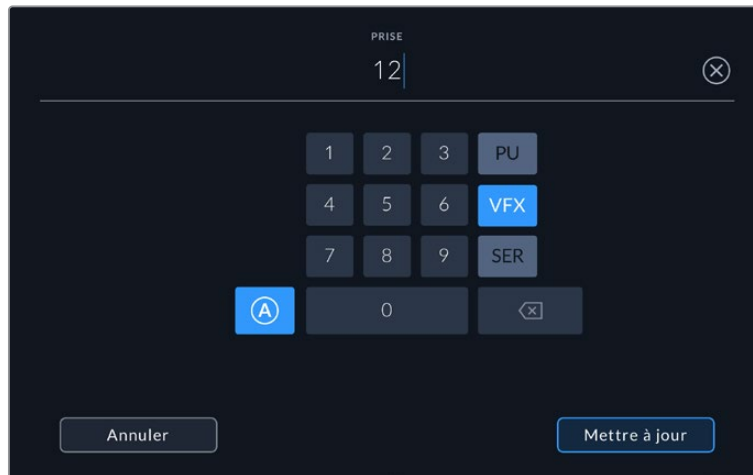 PRISE
12
1 2 3 PU
4 5 6 VFX
7 8 9 SER
A 0
Annuler Mettre à jour